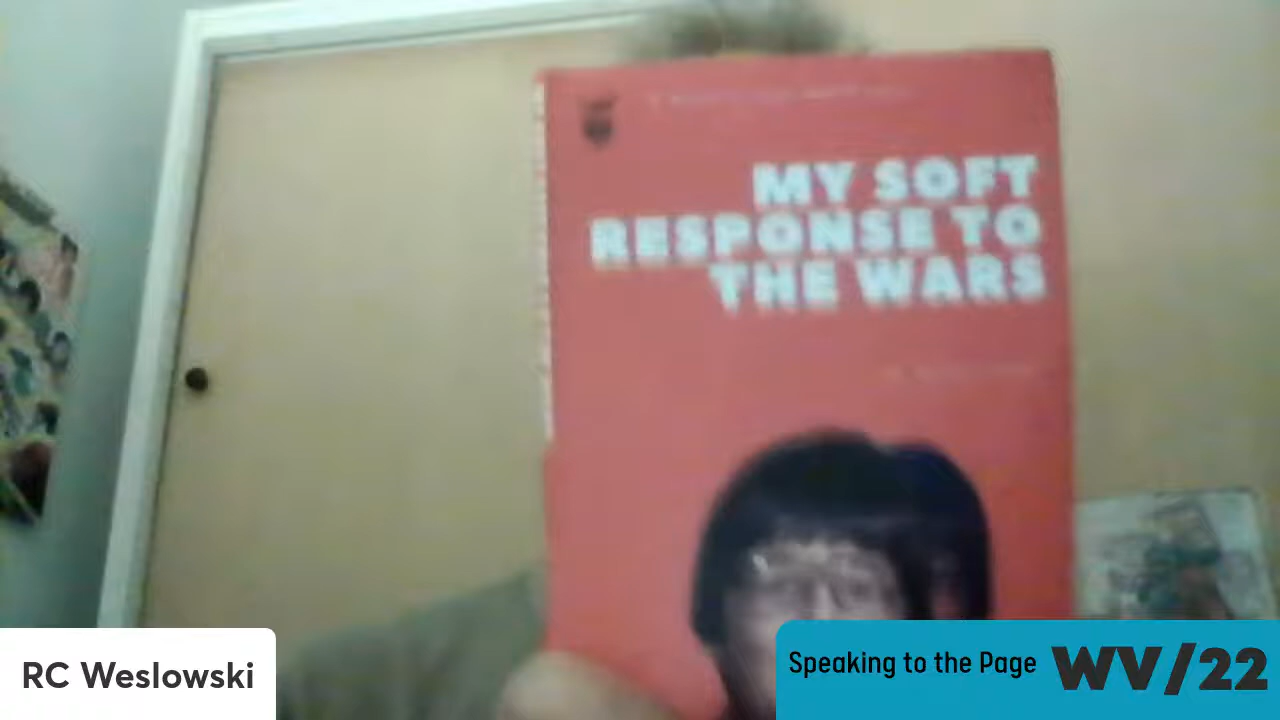 MY SOFT
RESPONSE TO
THE WARS
RC Weslowski
Speaking to the Page
WV/22